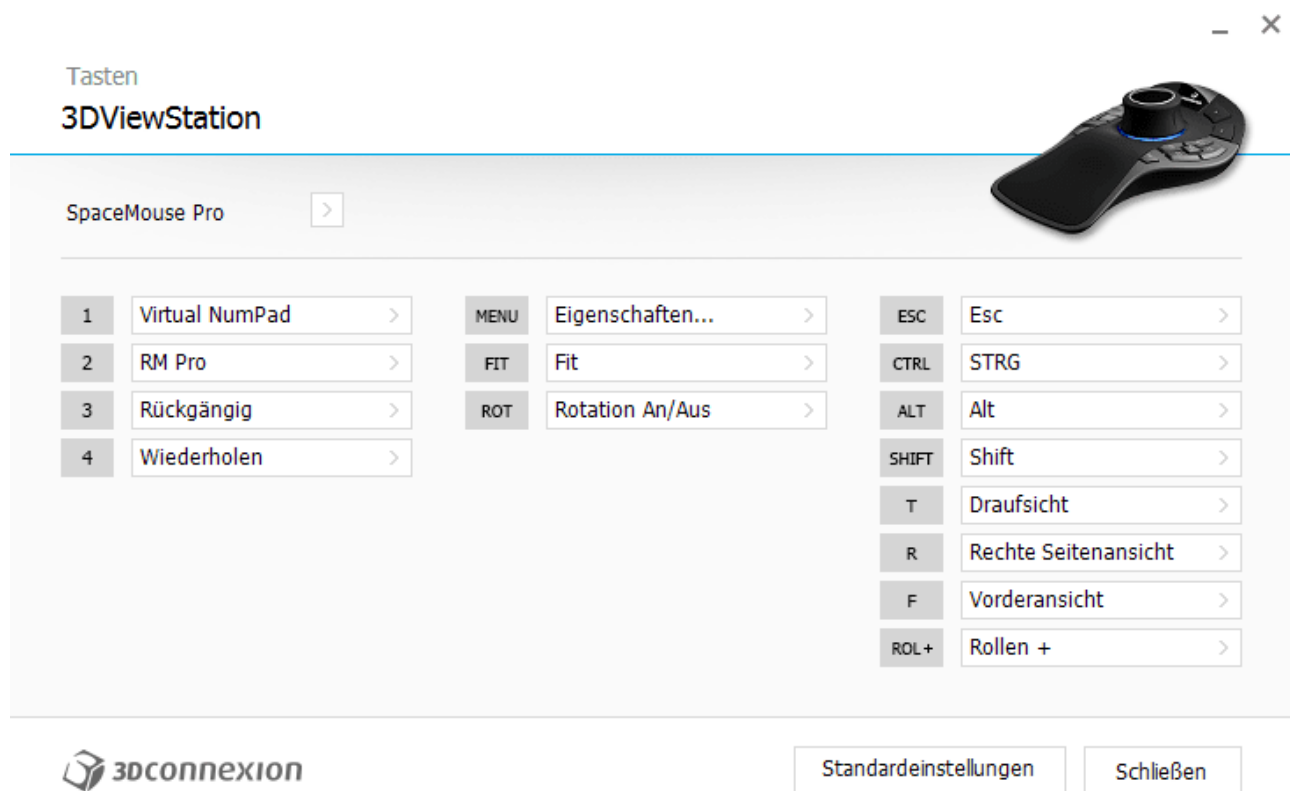 Tasten
3DViewStation
SpaceMouse Pro
1 Virtual NumPad
2 RM Pro
3 Rückgängig
4 Wiederholen
MENU Eigenschaften...
FIT Fit
ROT Rotation An/Aus
ESC Esc
CTRL STRG
ALT Alt
SHIFT Shift
T Draufsicht
R Rechte Seitenansicht
F Vorderansicht
ROL+ Rollen +
3Dconnexion
Standardeinstellungen
Schließen